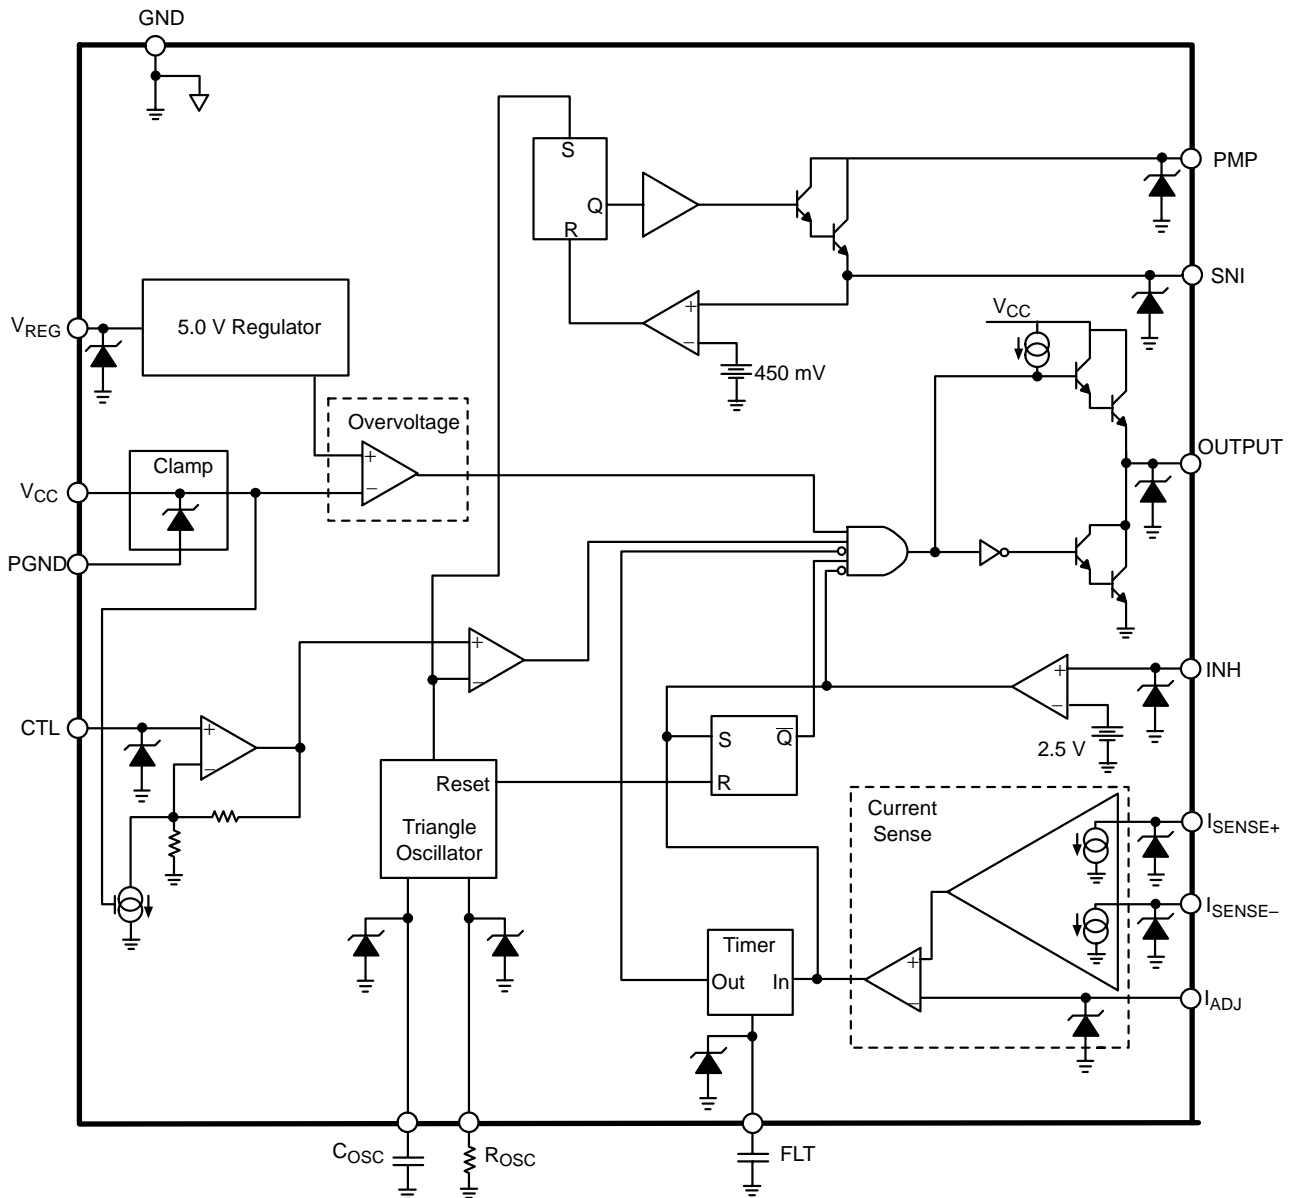 GND
S
Q
R
PMP
SNI
+
−
450 mV
VCC
VREG
5.0 V Regulator
Overvoltage
+
−
Clamp
VCC
PGND
OUTPUT
+
−
INH
+
−
2.5 V
CTL
+
−
S
Q̅
R
Reset
Triangle
Oscillator
Current
Sense
ISENSE+
ISENSE−
Timer
Out
In
+
−
IADJ
COSC
ROSC
FLT